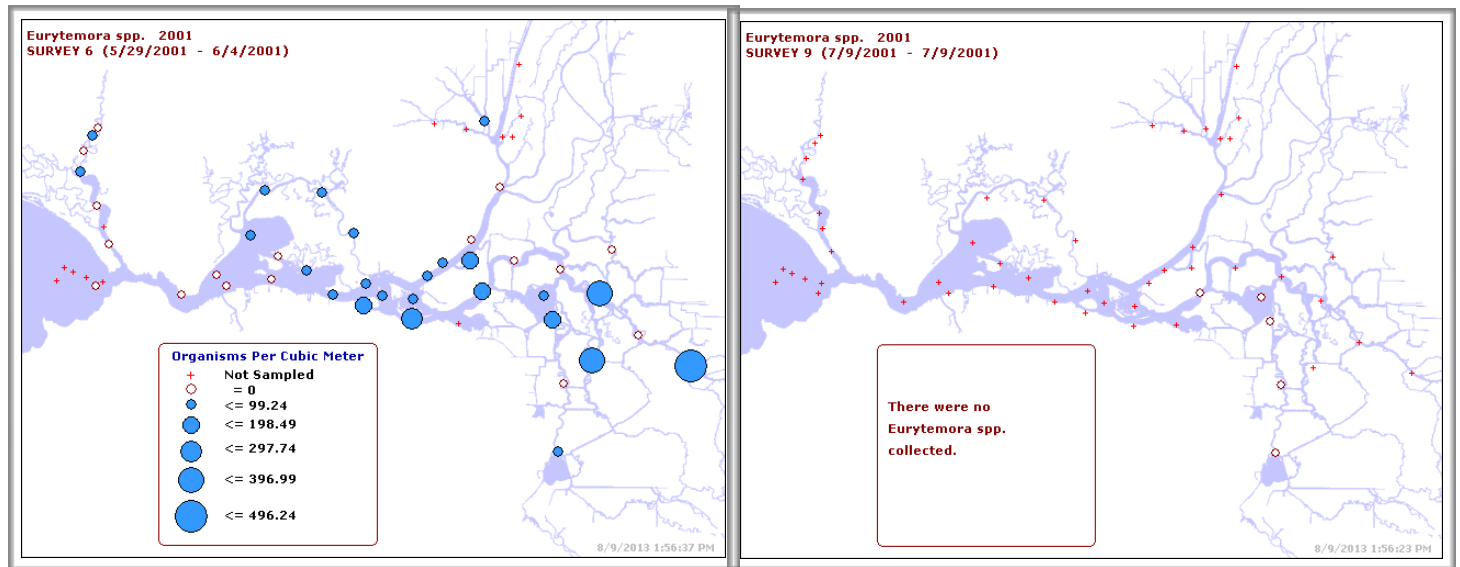 Eurytemora spp. 2001
SURVEY 6 (5/29/2001 - 6/4/2001)
Organisms Per Cubic Meter
Not Sampled
= 0
<= 99.24
<= 198.49
<= 297.74
<= 396.99
<= 496.24
8/9/2013 1:56:37 PM
Eurytemora spp. 2001
SURVEY 9 (7/9/2001 - 7/9/2001)
There were no
Eurytemora spp.
collected.
8/9/2013 1:56:23 PM